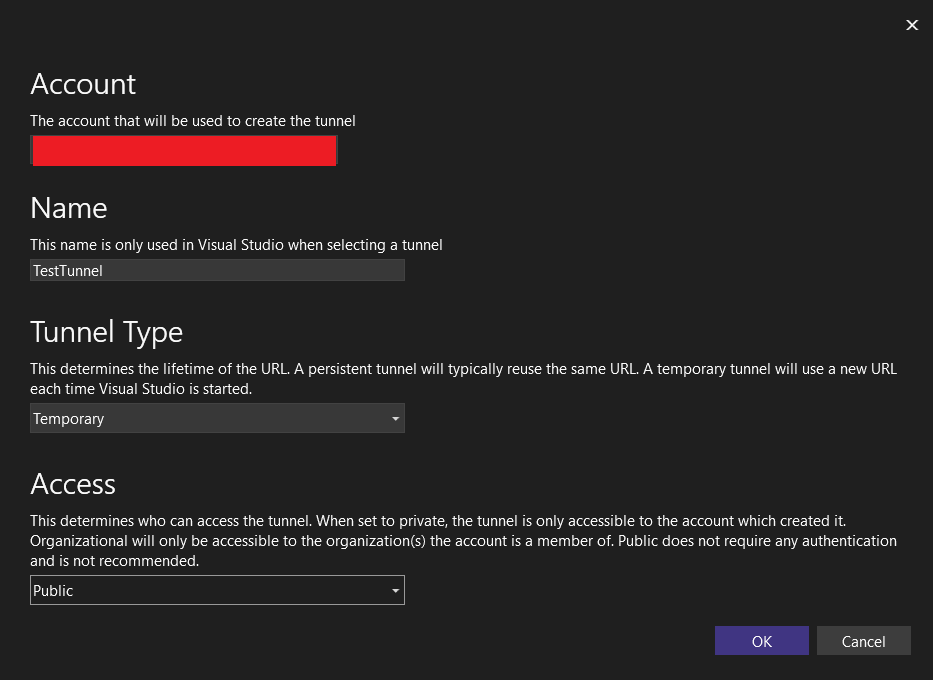 Account
The account that will be used to create the tunnel
Name
This name is only used in Visual Studio when selecting a tunnel
TestTunnel
Tunnel Type
This determines the lifetime of the URL. A persistent tunnel will typically reuse the same URL. A temporary tunnel will use a new URL
each time Visual Studio is started.
Temporary
Access
This determines who can access the tunnel. When set to private, the tunnel is only accessible to the account which created it.
Organizational will only be accessible to the organization(s) the account is a member of. Public does not require any authentication
and is not recommended.
Public
OK
Cancel